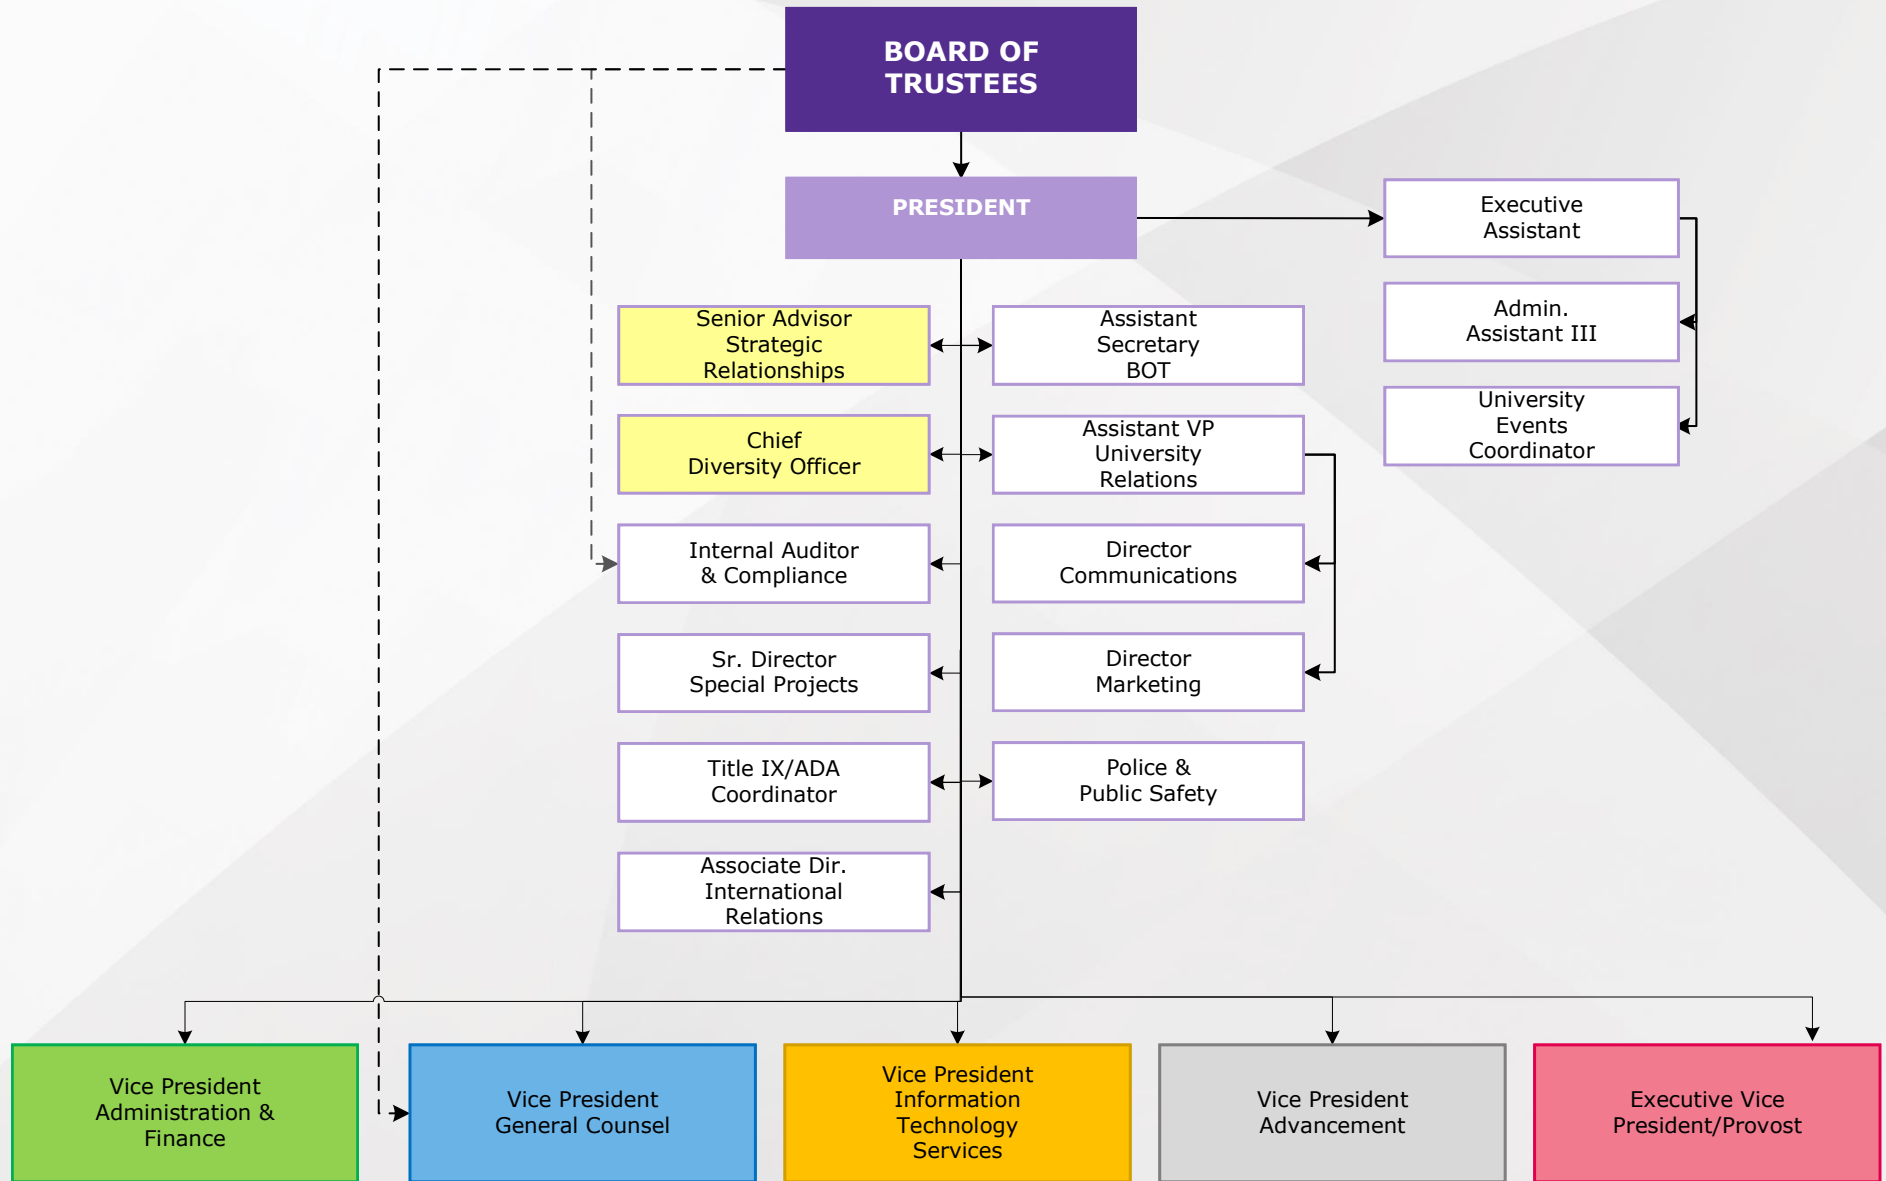 BOARD OF
TRUSTEES
PRESIDENT
Executive
Assistant
Admin.
Assistant III
University
Events
Coordinator
Senior Advisor
Strategic
Relationships
Assistant
Secretary
BOT
Chief
Diversity Officer
Assistant VP
University
Relations
Internal Auditor
& Compliance
Director
Communications
Sr. Director
Special Projects
Director
Marketing
Title IX/ADA
Coordinator
Police &
Public Safety
Associate Dir.
International
Relations
Vice President
Administration &
Finance
Vice President
General Counsel
Vice President
Information
Technology
Services
Vice President
Advancement
Executive Vice
President/Provost